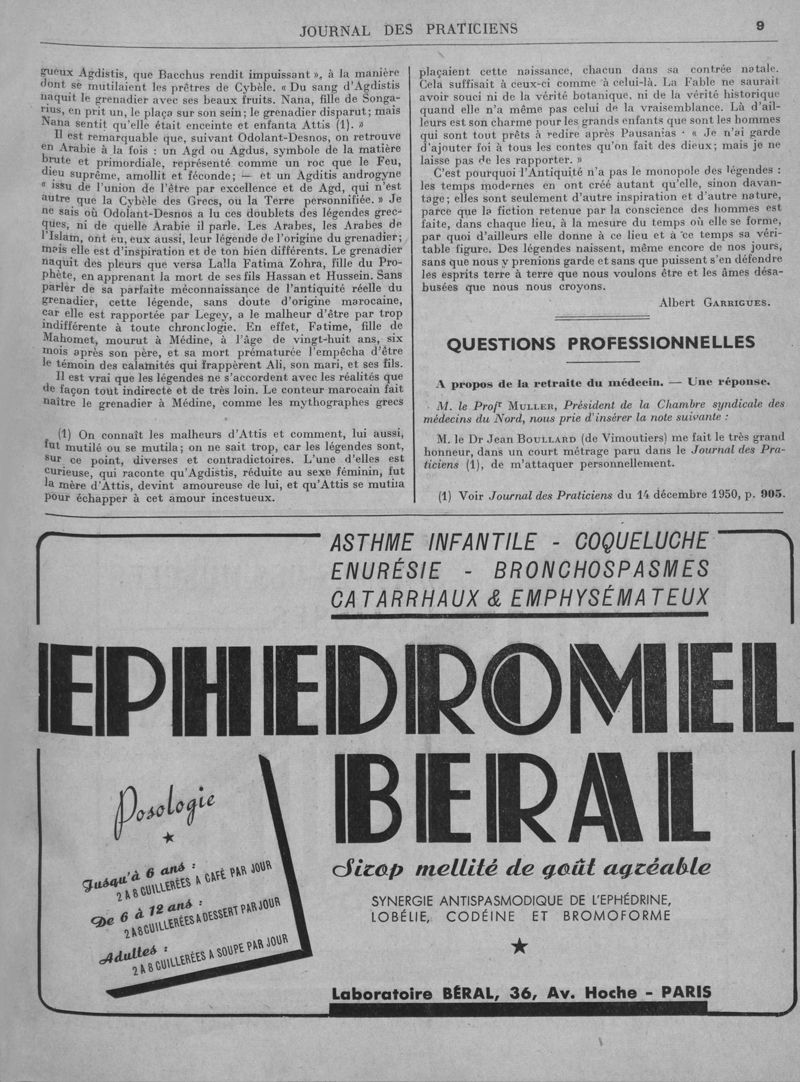 JOURNAL DES PRATICIENS
9
gueux Agdistis, que Bacchus rendit impuissant », à la manière
dont se mutilaient les prêtres de Cybèle. « Du sang d'Agdistis
naquit le grenadier avec ses beaux fruits. Nana, fille de Songa-
rius, en prit un, le plaça sur son sein; le grenadier disparut; mais
Nana sentit qu'elle était enceinte et enfanta Attis (1). »
Il est remarquable que, suivant Odolant-Desnos, on retrouve
en Arabie à la fois : un Agd ou Agdus, symbole de la matière
brute et primordiale, représenté comme un roc que le Feu,
dieu suprême, amollit et féconde; — et un Agditis androgyne
« issu de l'union de l'être par excellence et de Agd, qui n'est
autre que la Cybèle des Grecs, ou la Terre personnifiée. » Je
ne sais où Odolant-Desnos a lu ces doublets des légendes grec-
ques, ni de quelle Arabie il parle. Les Arabes, les Arabes de
l'Islam, ont eu, eux aussi, leur légende de l'origine du grenadier;
mais elle est d'inspiration et de ton bien différents. Le grenadier
naquit des pleurs que versa Lalla Fatima Zohra, fille du Pro-
phète, en apprenant la mort de ses fils Hassan et Hussein. Sans
parler de sa parfaite méconnaissance de l'antiquité réelle du
grenadier, cette légende, sans doute d'origine marocaine,
car elle est rapportée par Legey, a le malheur d'être par trop
indifférente à toute chronologie. En effet, Fatime, fille de
Mahomet, mourut à Médine, à l'âge de vingt-huit ans, six
mois après son père, et sa mort prématurée l'empêcha d'être
le témoin des calamités qui frappèrent Ali, son mari, et ses fils.
Il est vrai que les légendes ne s'accordent avec les réalités que
de façon tout indirecte et de très loin. Le conteur marocain fait
naître le grenadier à Médine, comme les mythographes grecs
(1) On connaît les malheurs d'Attis et comment, lui aussi,
fut mutilé ou se mutila; on ne sait trop, car les légendes sont,
sur ce point, diverses et contradictoires. L'une d'elles est
curieuse, qui raconte qu'Agdistis, réduite au sexe féminin, fut
la mère d'Attis, devint amoureuse de lui, et qu'Attis se mutila
pour échapper à cet amour incestueux.
plaçaient cette naissance, chacun dans sa contrée natale.
Cela suffisait à ceux-ci comme à celui-là. La Fable ne saurait
avoir souci ni de la vérité botanique, ni de la vérité historique
quand elle n'a même pas celui de la vraisemblance. Là d'ail-
leurs est son charme pour les grands enfants que sont les hommes
qui sont tout prêts à redire après Pausanias : « Je n'ai garde
d'ajouter foi à tous les contes qu'on fait des dieux; mais je ne
laisse pas de les rapporter. »
C'est pourquoi l'Antiquité n'a pas le monopole des légendes :
les temps modernes en ont créé autant qu'elle, sinon davan-
tage; elles sont seulement d'autre inspiration et d'autre nature,
parce que la fiction retenue par la conscience des hommes est
faite, dans chaque lieu, à la mesure du temps où elle se forme,
par quoi d'ailleurs elle donne à ce lieu et à ce temps sa véri-
table figure. Des légendes naissent, même encore de nos jours,
sans que nous y prenions garde et sans que puissent s'en défendre
les esprits terre à terre que nous voulons être et les âmes désa-
busées que nous nous croyons.
Albert GARRIGUES.
QUESTIONS PROFESSIONNELLES
A propos de la retraite du médecin. — Une réponse.
M. le Profr MULLER, Président de la Chambre syndicale des
médecins du Nord, nous prie d'insérer la note suivante :
M. le Dr Jean BOULLARD (de Vimoutiers) me fait le très grand
honneur, dans un court métrage paru dans le Journal des Pra-
ticiens (1), de m'attaquer personnellement.
(1) Voir Journal des Praticiens du 14 décembre 1950, p. 905.
ASTHME INFANTILE - COQUELUCHE
ENURÉSIE - BRONCHOSPASMES
CATARRHAUX & EMPHYSÉMATEUX
EPHEDROMEL
BERAL
Sirop mellité de goût agréable
SYNERGIE ANTISPASMODIQUE DE L'EPHÉDRINE,
LOBÉLIE, CODÉINE ET BROMOFORME
Posologie
Jusqu'à 6 ans :
2 A 8 CUILLERÉES A CAFÉ PAR JOUR
De 6 à 12 ans :
2 A 8 CUILLERÉES A DESSERT PAR JOUR
Adultes :
2 A 8 CUILLERÉES A SOUPE PAR JOUR
Laboratoire BÉRAL, 36, Av. Hoche - PARIS